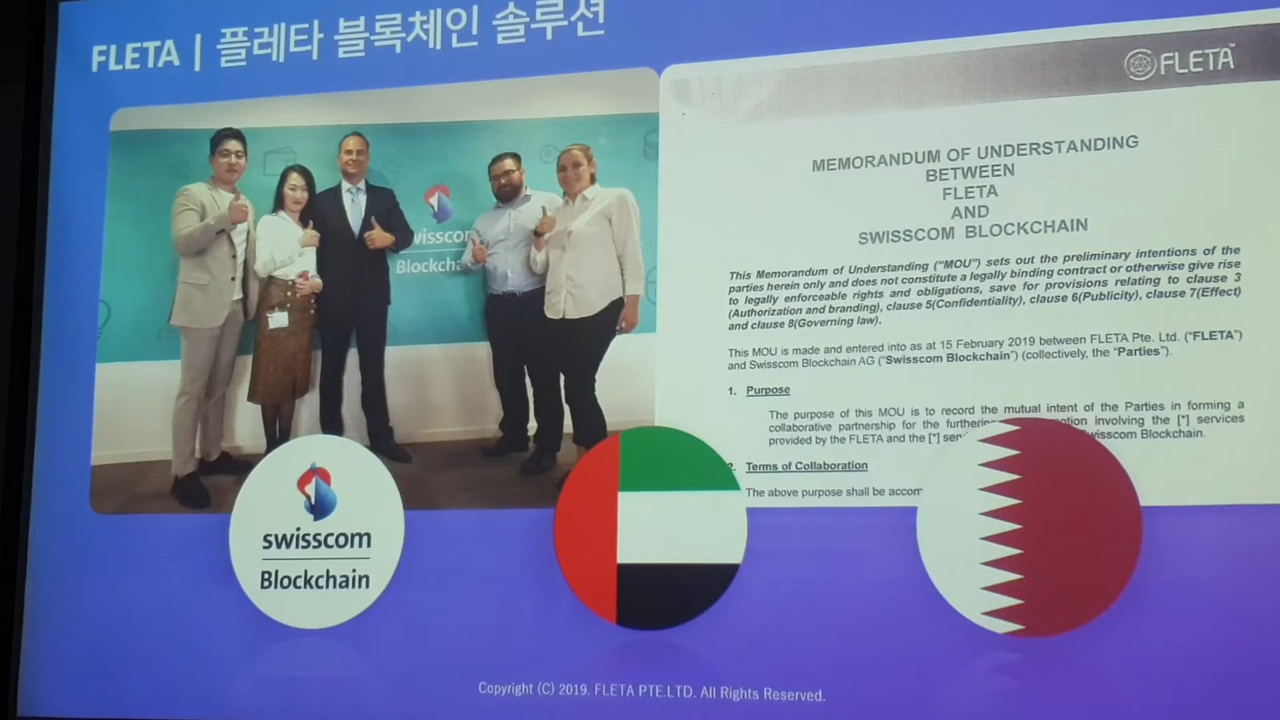 FLETA | 플레타 블록체인 솔루션
FLETA™
MEMORANDUM OF UNDERSTANDING
BETWEEN
FLETA
AND
SWISSCOM BLOCKCHAIN
This Memorandum of Understanding ("MOU") sets out the preliminary intentions of the
parties herein only and does not constitute a legally binding contract or otherwise give rise
to legally enforceable rights and obligations, save for provisions relating to clause 3
(Authorization and branding), clause 5(Confidentiality), clause 6(Publicity), clause 7(Effect)
and clause 8(Governing law).
This MOU is made and entered into as at 15 February 2019 between FLETA Pte. Ltd. ("FLETA")
and Swisscom Blockchain AG ("Swisscom Blockchain") (collectively, the "Parties").
1. Purpose
The purpose of this MOU is to record the mutual intent of the Parties in forming a
collaborative partnership for the involving the [*] services
provided by the FLETA and the [*] Swisscom Blockchain.
2. Terms of Collaboration
The above purpose shall be
swisscom
Blockchain
swisscom
Blockchain
Copyright (C) 2019. FLETA PTE.LTD. All Rights Reserved.